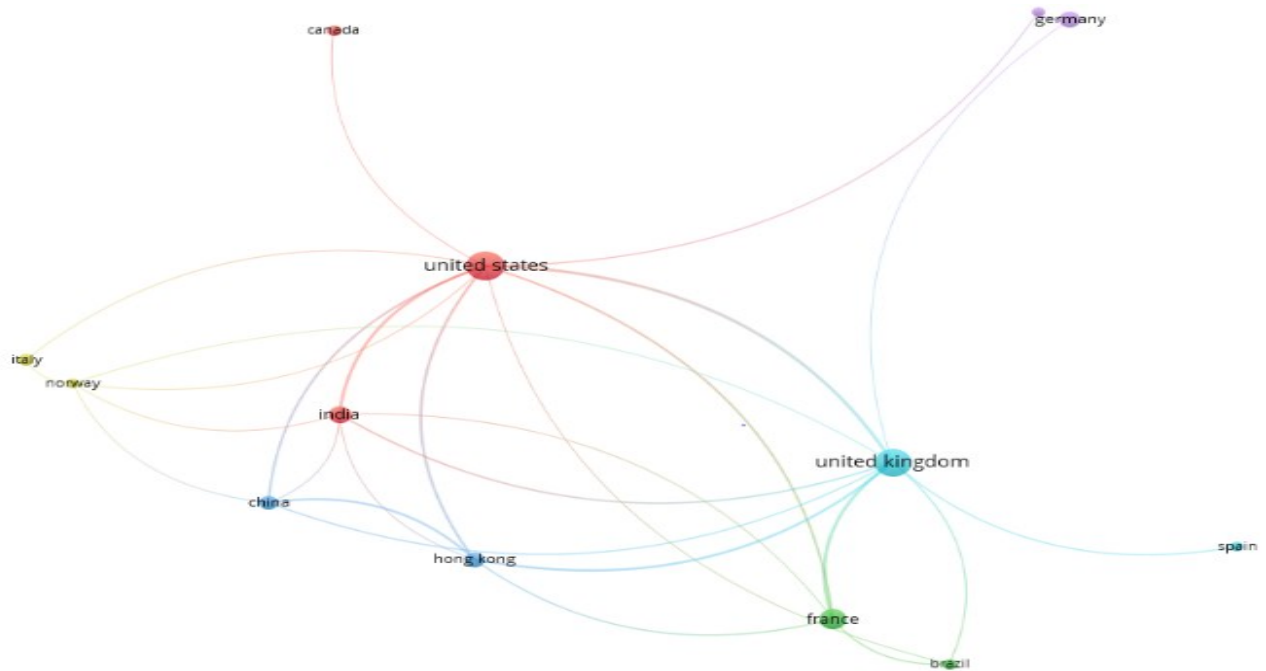 germany
canada
united states
italy
norway
india
united kingdom
china
spain
hong kong
france
brazil